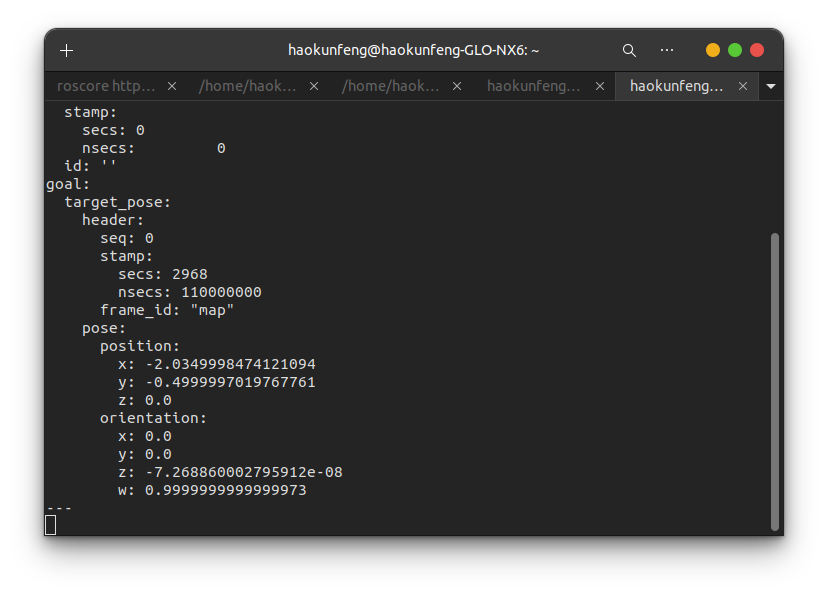 haokunfeng@haokunfeng-GLO-NX6: ~
roscore http... /home/haok... /home/haok... haokunfeng... haokunfeng...
stamp:
secs: 0
nsecs:         0
id: ''
goal:
target_pose:
header:
seq: 0
stamp:
secs: 2968
nsecs: 110000000
frame_id: "map"
pose:
position:
x: -2.0349998474121094
y: -0.4999997019767761
z: 0.0
orientation:
x: 0.0
y: 0.0
z: -7.268860002795912e-08
w: 0.9999999999999973
---